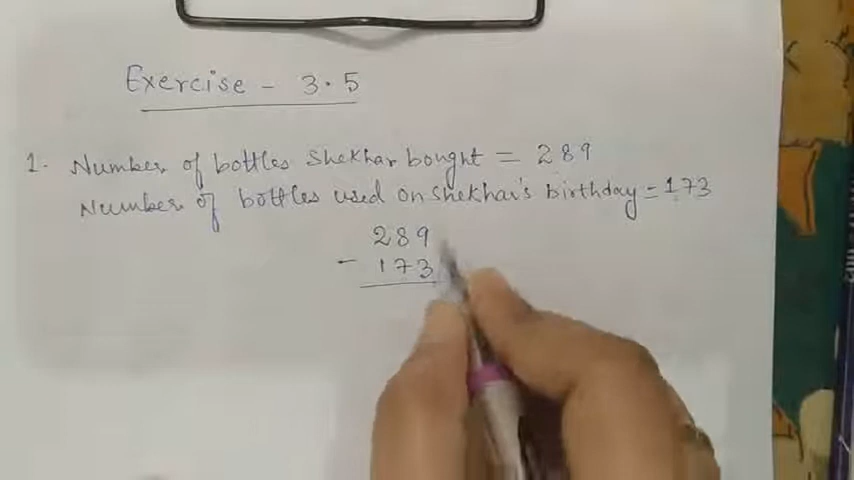 Exercise - 3.5
1. Number of bottles Shekhar bought = 289
Number of bottles used on Shekhar's birthday = 173
289
- 173